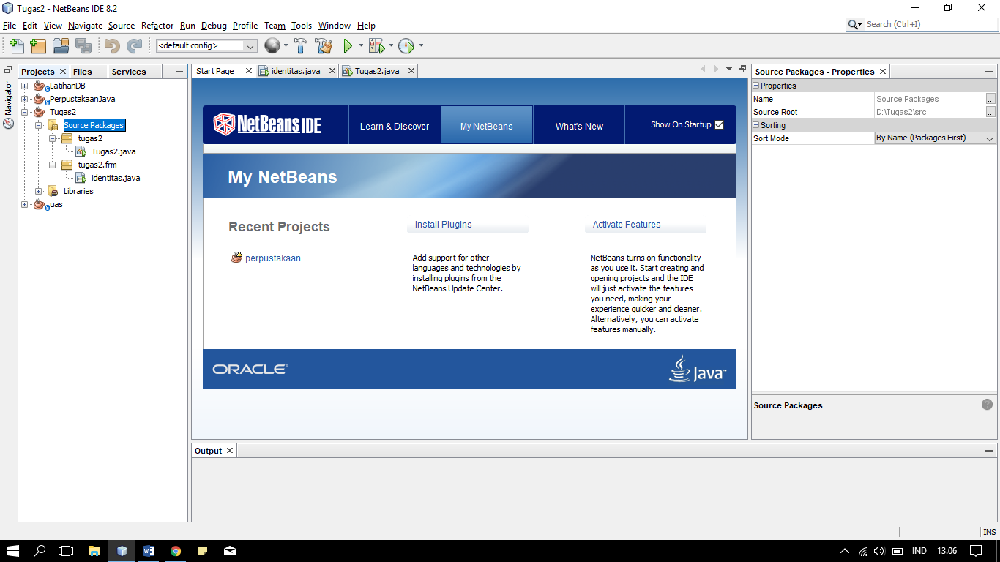 Tugas2 - NetBeans IDE 8.2
File Edit View Navigate Source Refactor Run Debug Profile Team Tools Window Help
Search (Ctrl+I)
<default config>
Projects Files Services
Navigator
LatihanDB
PerpustakaanJava
Tugas2
Source Packages
tugas2
Tugas2.java
tugas2.frm
identitas.java
Libraries
uas
Start Page identitas.java Tugas2.java
NetBeans IDE
Learn & Discover
My NetBeans
What's New
Show On Startup
My NetBeans
Recent Projects
perpustakaan
Install Plugins
Add support for other
languages and technologies by
installing plugins from the
NetBeans Update Center.
Activate Features
NetBeans turns on functionality
as you use it. Start creating and
opening projects and the IDE
will just activate the features
you need, making your
experience quicker and cleaner.
Alternatively, you can activate
features manually.
ORACLE
Java™
Output
Source Packages - Properties
Properties
Name Source Packages ...
Source Root D:\Tugas2\src ...
Sorting
Sort Mode By Name (Packages First)
Source Packages
INS
IND 13.06